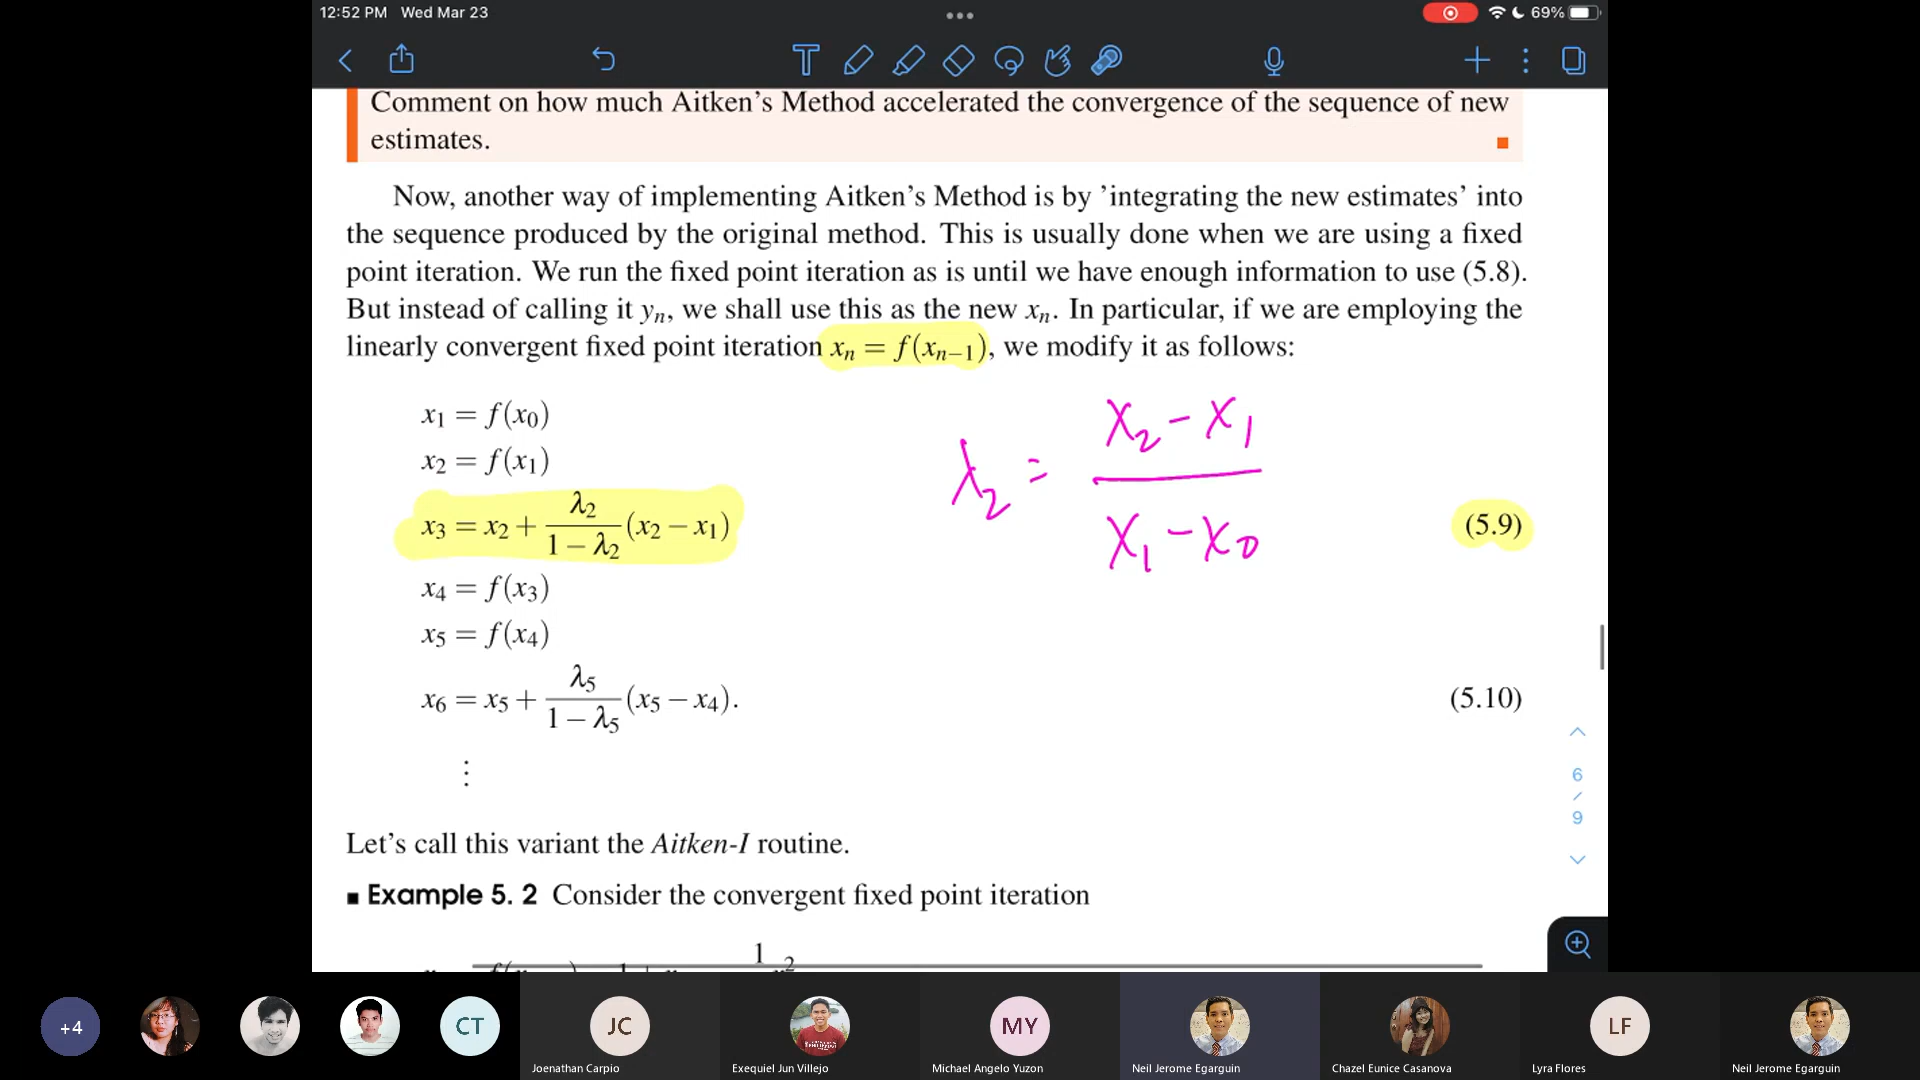 12:52 PM Wed Mar 23
69%
Comment on how much Aitken's Method accelerated the convergence of the sequence of new
estimates.
Now, another way of implementing Aitken's Method is by 'integrating the new estimates' into
the sequence produced by the original method. This is usually done when we are using a fixed
point iteration. We run the fixed point iteration as is until we have enough information to use (5.8).
But instead of calling it yₙ, we shall use this as the new xₙ. In particular, if we are employing the
linearly convergent fixed point iteration xₙ = f(xₙ₋₁), we modify it as follows:
x₁ = f(x₀)
x₂ = f(x₁)
x₃ = x₂ + λ₂/(1 − λ₂) (x₂ − x₁) (5.9)
λ₂ = (x₂ − x₁)/(x₁ − x₀)
x₄ = f(x₃)
x₅ = f(x₄)
x₆ = x₅ + λ₅/(1 − λ₅) (x₅ − x₄). (5.10)
⋮
6
/
9
Let's call this variant the Aitken-I routine.
Example 5. 2 Consider the convergent fixed point iteration
+4
CT
JC
MY
LF
Joenathan Carpio
Exequiel Jun Villejo
Michael Angelo Yuzon
Neil Jerome Egarguin
Chazel Eunice Casanova
Lyra Flores
Neil Jerome Egarguin